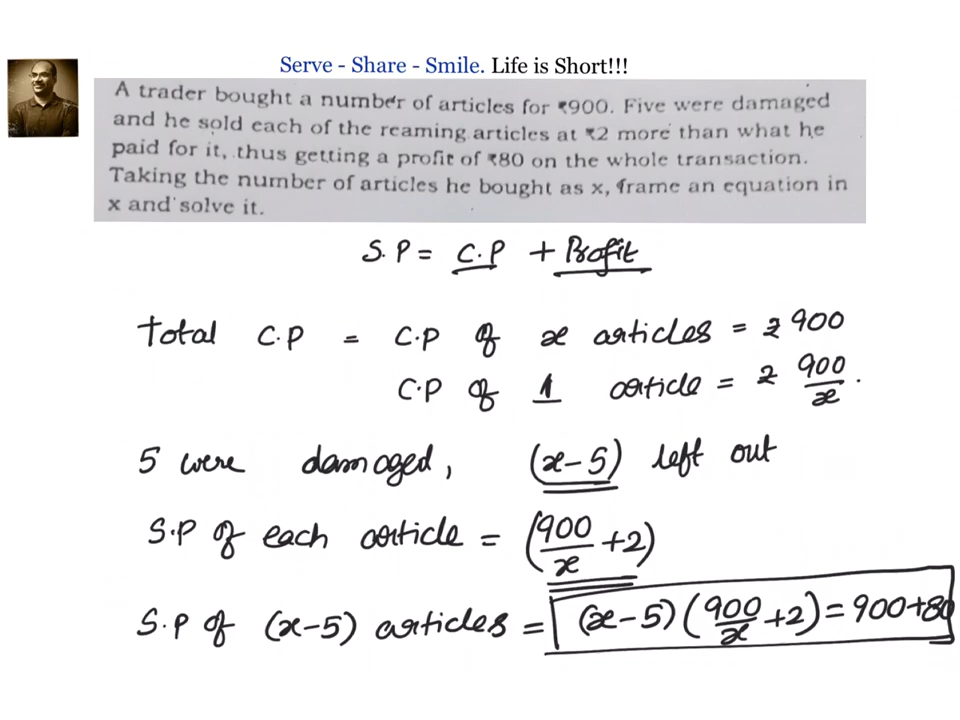 Serve - Share - Smile. Life is Short!!!
A trader bought a number of articles for ₹900. Five were damaged
and he sold each of the reaming articles at ₹2 more than what he
paid for it, thus getting a profit of ₹80 on the whole transaction.
Taking the number of articles he bought as x, frame an equation in
x and solve it.
S.P = C.P + Profit
Total C.P = C.P of x articles = ₹ 900
C.P of 1 article = ₹ 900/x.
5 were damaged, (x-5) left out
S.P of each article = (900/x +2)
S.P of (x-5) articles = (x-5)(900/x +2) = 900+80